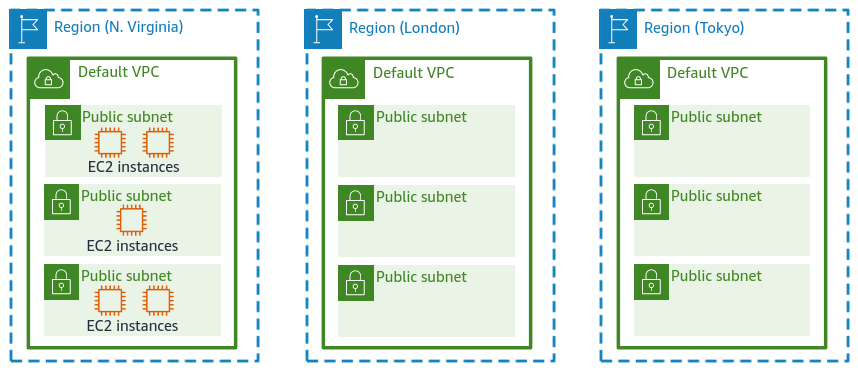 Region (N. Virginia)
Default VPC
Public subnet
EC2 instances
Public subnet
EC2 instances
Public subnet
EC2 instances
Region (London)
Default VPC
Public subnet
Public subnet
Public subnet
Region (Tokyo)
Default VPC
Public subnet
Public subnet
Public subnet